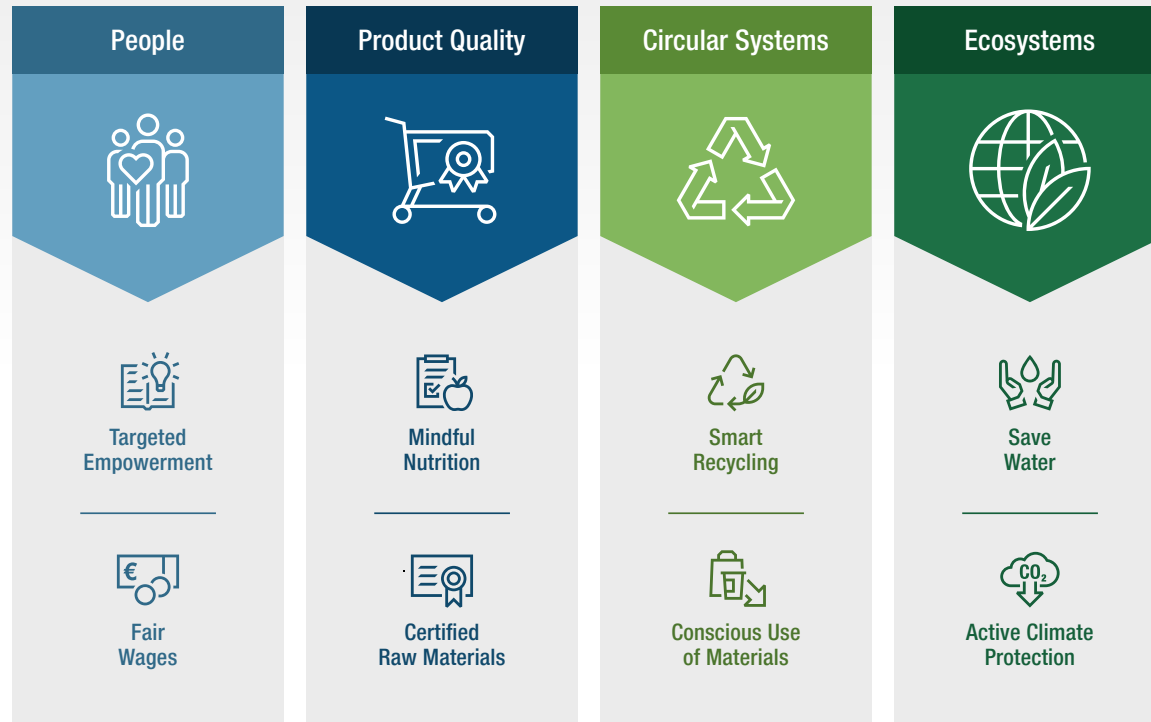 People
Product Quality
Circular Systems
Ecosystems
Targeted
Empowerment
Mindful
Nutrition
Smart
Recycling
Save
Water
€
CO₂
Fair
Wages
Certified
Raw Materials
Conscious Use
of Materials
Active Climate
Protection